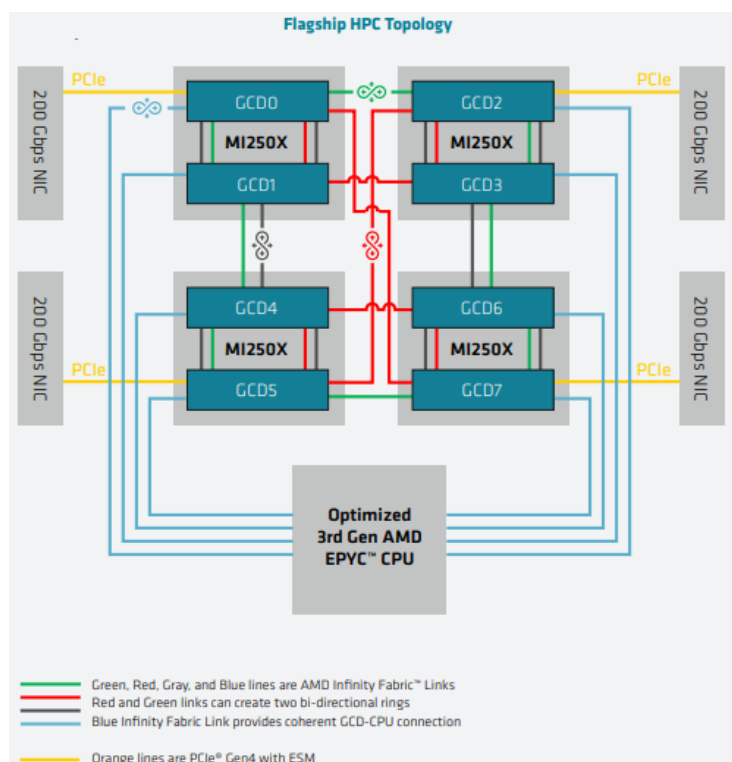 Flagship HPC Topology
PCIe
PCIe
200 Gbps NIC
GCD0
GCD2
200 Gbps NIC
MI250X
MI250X
GCD1
GCD3
200 Gbps NIC
GCD4
GCD6
200 Gbps NIC
MI250X
MI250X
PCIe
PCIe
GCD5
GCD7
Optimized
3rd Gen AMD
EPYC™ CPU
Green, Red, Gray, and Blue lines are AMD Infinity Fabric™ Links
Red and Green links can create two bi-directional rings
Blue Infinity Fabric Link provides coherent GCD-CPU connection
Orange lines are PCIe® Gen4 with ESM